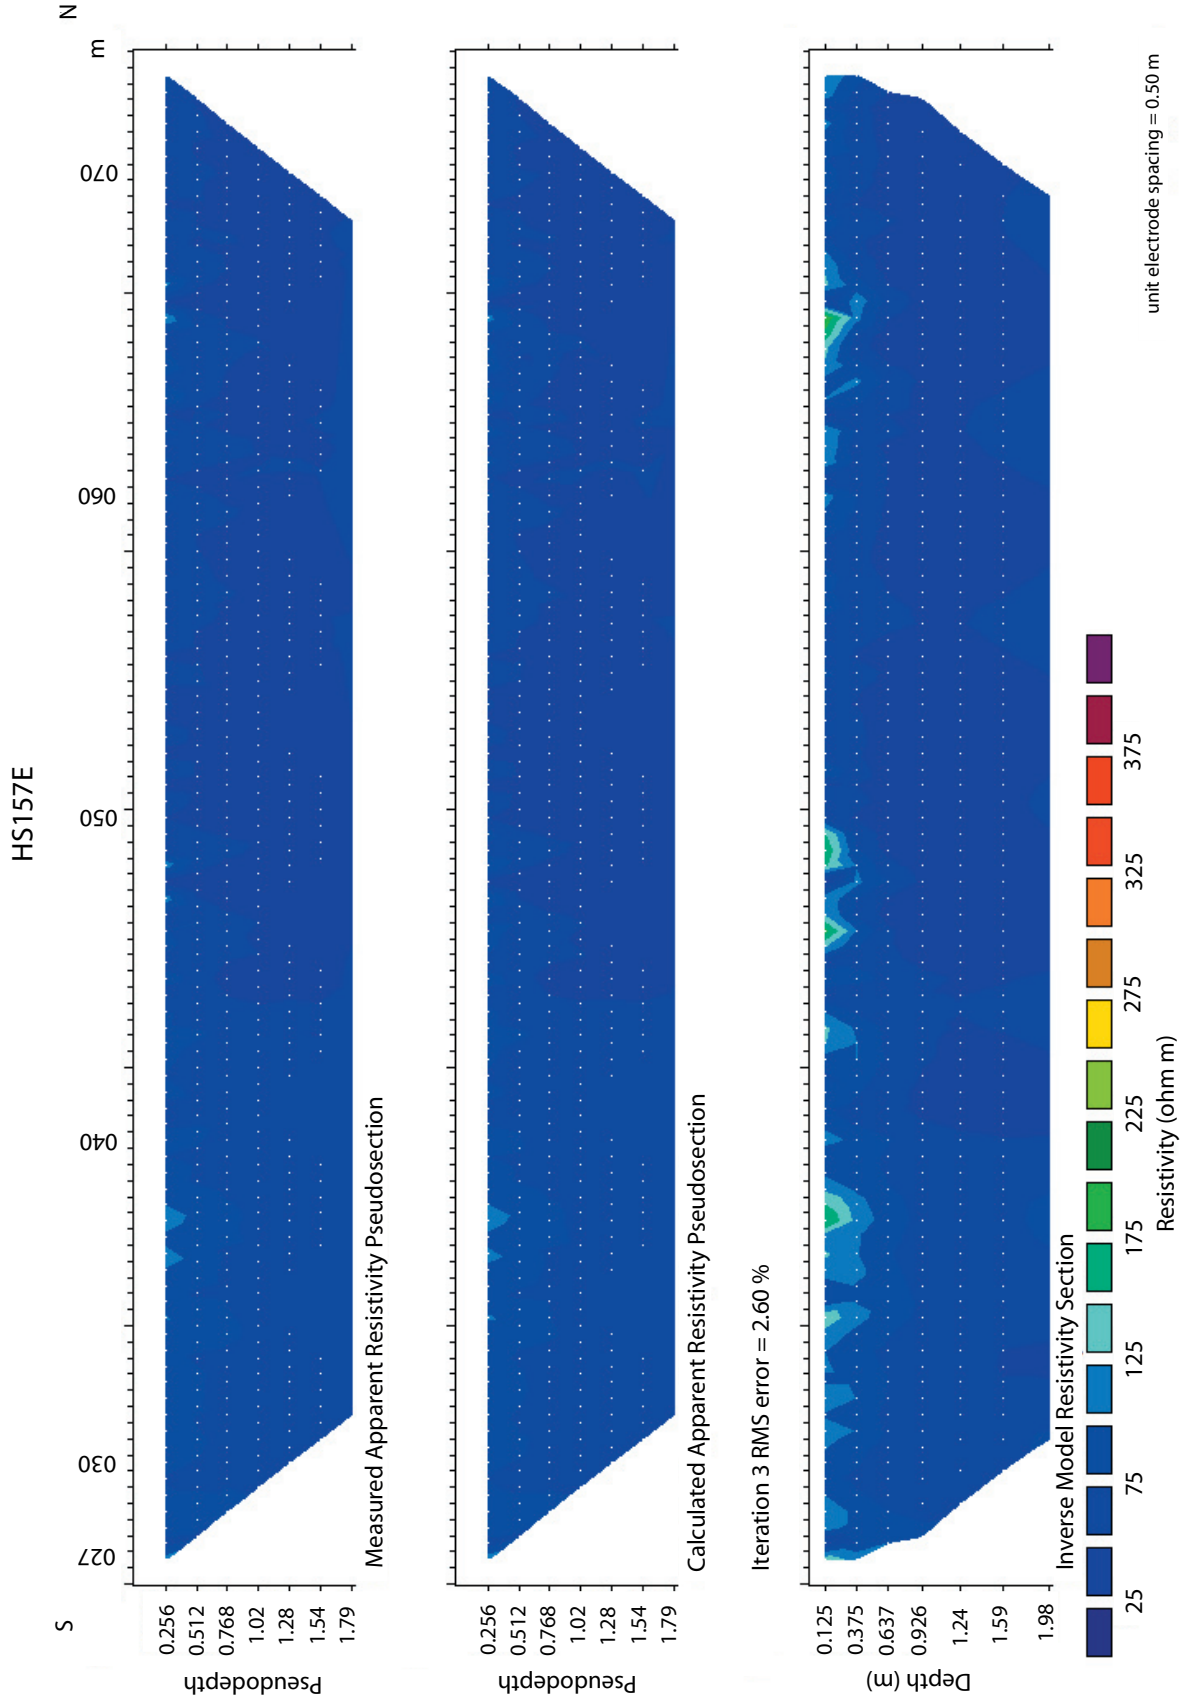 HS157E
S
N
027
030
040
050
060
070
m
0.256
0.512
0.768
1.02
1.28
1.54
1.79
Pseudodepth
Measured Apparent Resistivity Pseudosection
0.256
0.512
0.768
1.02
1.28
1.54
1.79
Pseudodepth
Calculated Apparent Resistivity Pseudosection
Iteration 3 RMS error = 2.60 %
0.125
0.375
0.637
0.926
1.24
1.59
1.98
Depth (m)
Inverse Model Resistivity Section
25
75
125
175
225
275
325
375
Resistivity (ohm m)
unit electrode spacing = 0.50 m